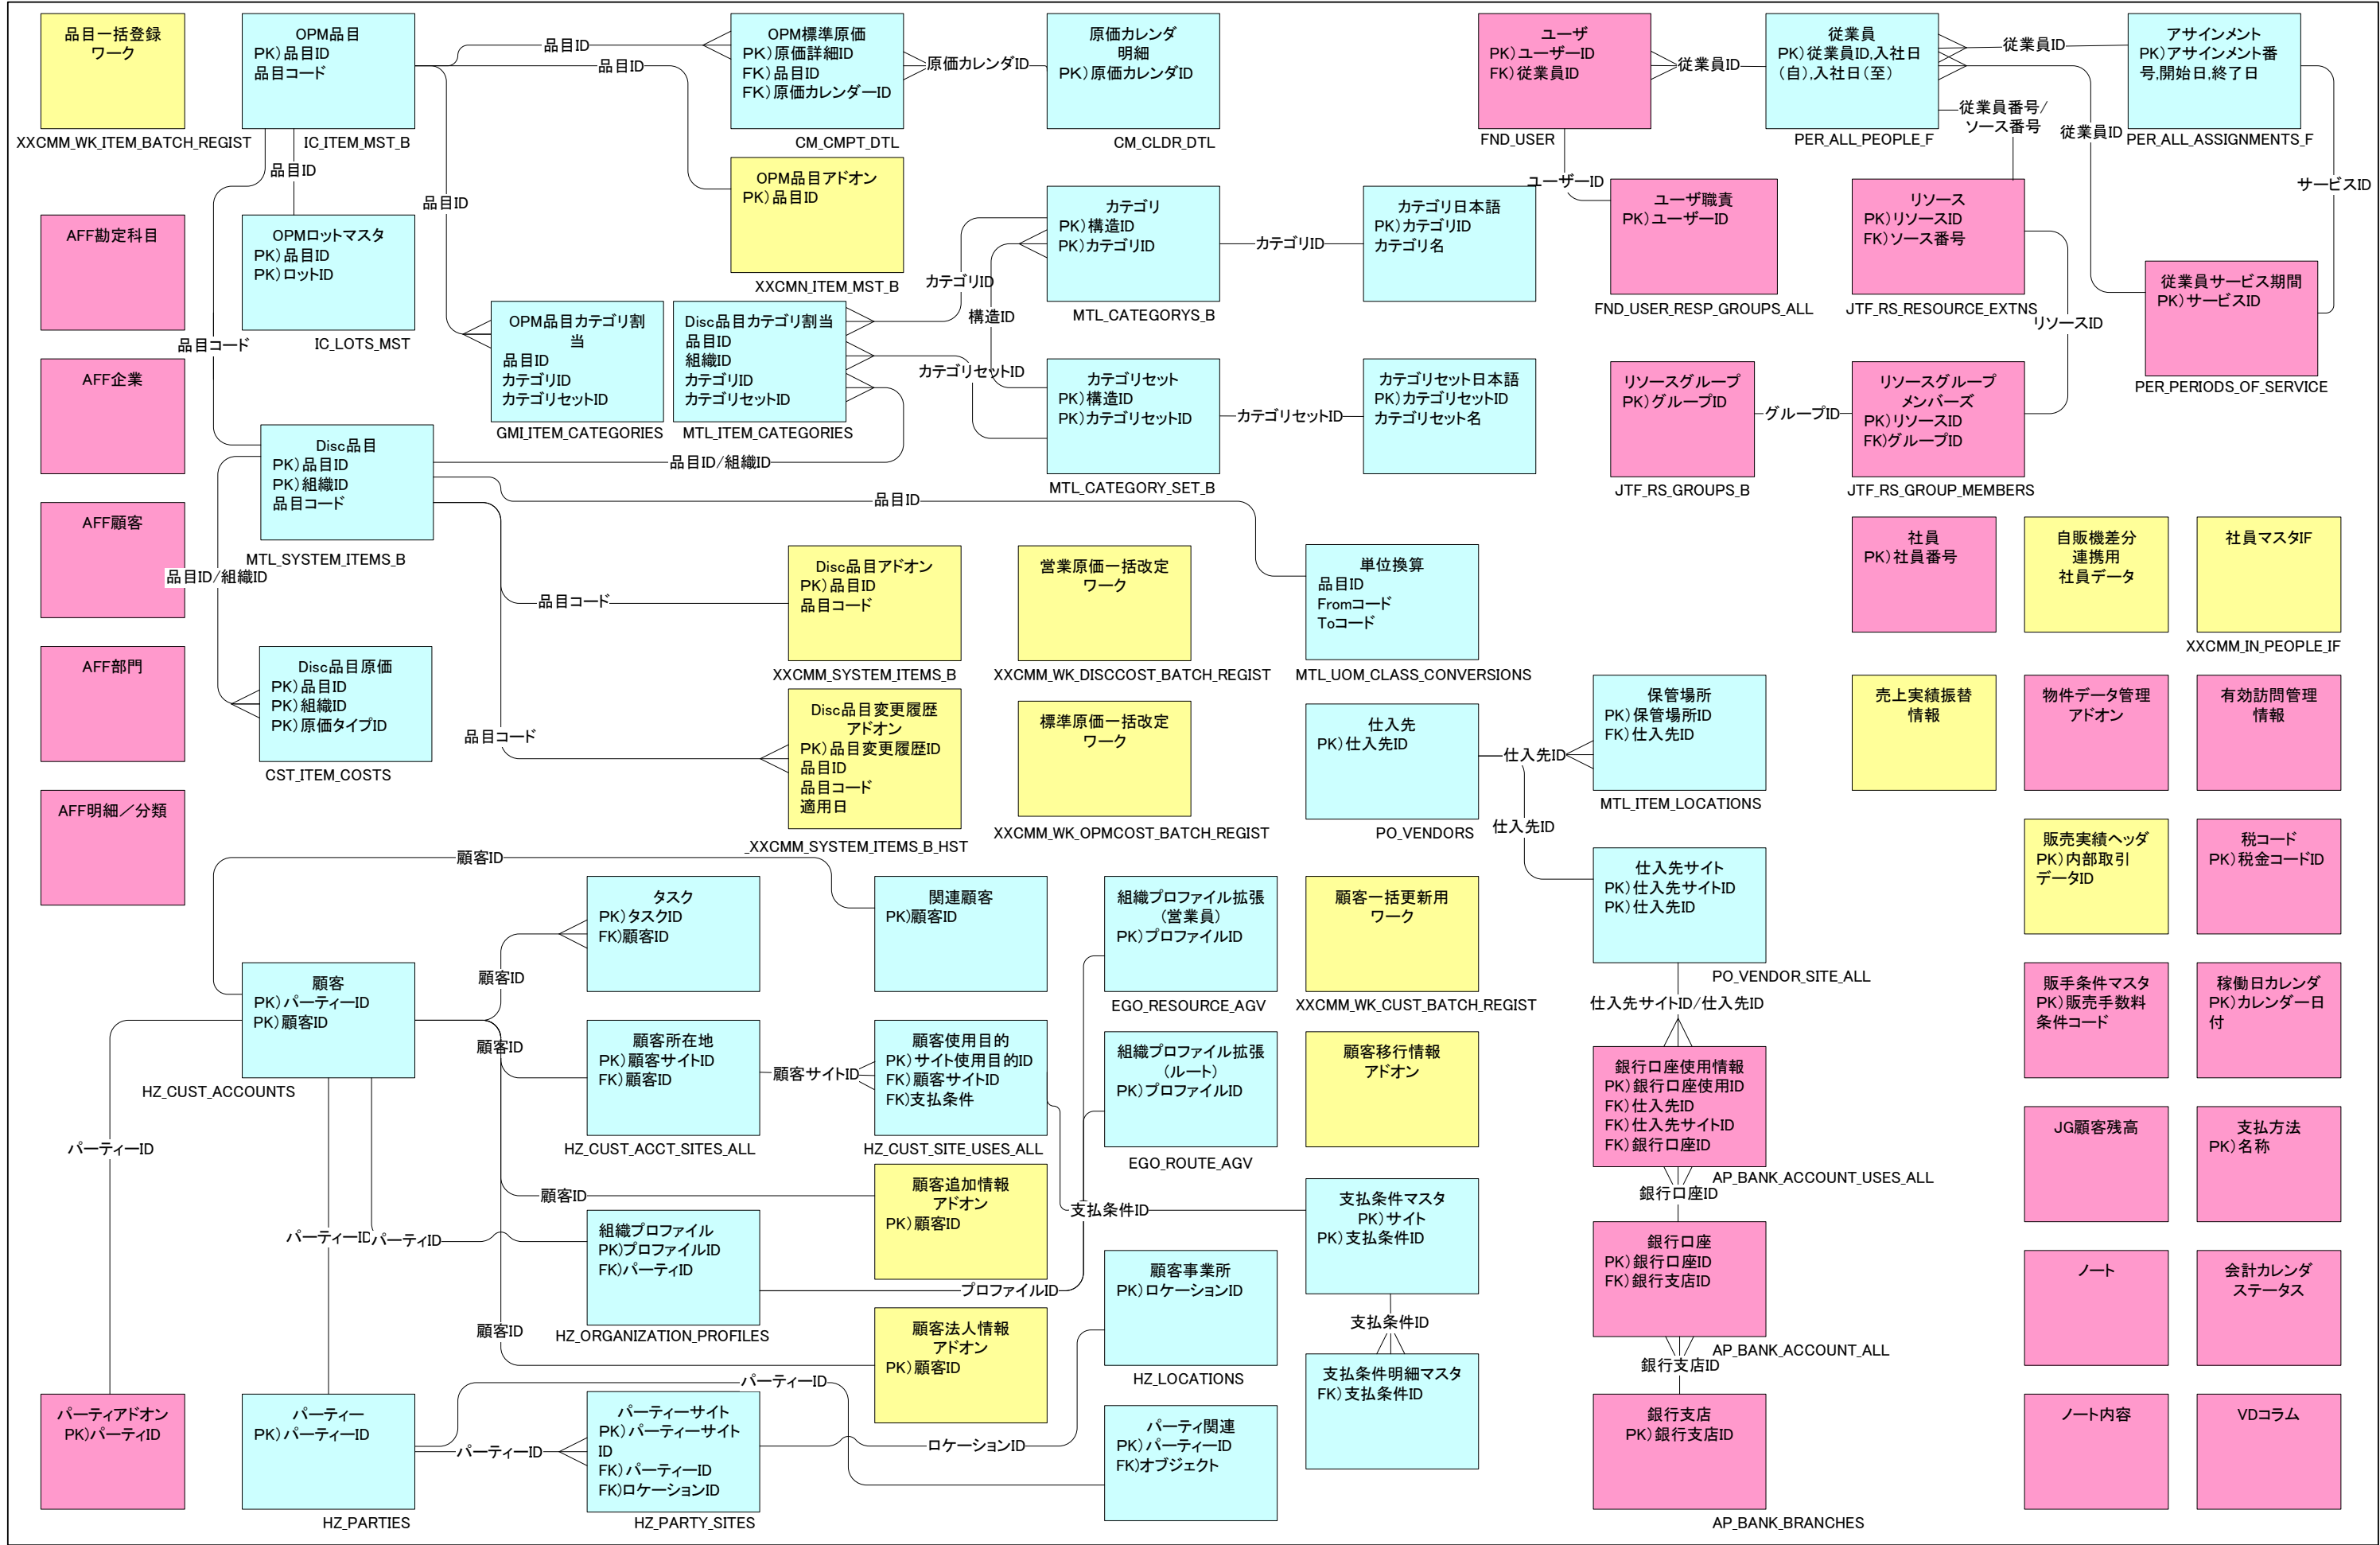 品目一括登録
ワーク
XXCMM_WK_ITEM_BATCH_REGIST
OPM品目
PK)品目ID
品目コード
IC_ITEM_MST_B
品目ID
品目ID
品目ID
品目ID
品目コード
OPM標準原価
PK)原価詳細ID
FK)品目ID
FK)原価カレンダーID
CM_CMPT_DTL
原価カレンダID
原価カレンダ
明細
PK)原価カレンダID
CM_CLDR_DTL
OPM品目アドオン
PK)品目ID
XXCMN_ITEM_MST_B
ユーザ
PK)ユーザーID
FK)従業員ID
FND_USER
従業員ID
従業員
PK)従業員ID,入社日
(自),入社日(至)
PER_ALL_PEOPLE_F
従業員ID
アサインメント
PK)アサインメント番
号,開始日,終了日
PER_ALL_ASSIGNMENTS_F
従業員番号/
ソース番号
従業員ID
サービスID
ユーザーID
ユーザ職責
PK)ユーザーID
FND_USER_RESP_GROUPS_ALL
リソース
PK)リソースID
FK)ソース番号
JTF_RS_RESOURCE_EXTNS
リソースID
従業員サービス期間
PK)サービスID
PER_PERIODS_OF_SERVICE
リソースグループ
PK)グループID
JTF_RS_GROUPS_B
グループID
リソースグループ
メンバーズ
PK)リソースID
FK)グループID
JTF_RS_GROUP_MEMBERS
AFF勘定科目
OPMロットマスタ
PK)品目ID
PK)ロットID
IC_LOTS_MST
OPM品目カテゴリ割
当
品目ID
カテゴリID
カテゴリセットID
GMI_ITEM_CATEGORIES
Disc品目カテゴリ割当
品目ID
組織ID
カテゴリID
カテゴリセットID
MTL_ITEM_CATEGORIES
カテゴリID
構造ID
カテゴリセットID
カテゴリ
PK)構造ID
PK)カテゴリID
MTL_CATEGORYS_B
カテゴリID
カテゴリ日本語
PK)カテゴリID
カテゴリ名
カテゴリセット
PK)構造ID
PK)カテゴリセットID
MTL_CATEGORY_SET_B
カテゴリセットID
カテゴリセット日本語
PK)カテゴリセットID
カテゴリセット名
AFF企業
AFF顧客
AFF部門
AFF明細/分類
Disc品目
PK)品目ID
PK)組織ID
品目コード
MTL_SYSTEM_ITEMS_B
品目ID/組織ID
品目ID
品目ID/組織ID
品目コード
品目コード
Disc品目原価
PK)品目ID
PK)組織ID
PK)原価タイプID
CST_ITEM_COSTS
Disc品目アドオン
PK)品目ID
品目コード
XXCMM_SYSTEM_ITEMS_B
Disc品目変更履歴
アドオン
PK)品目変更履歴ID
品目ID
品目コード
適用日
_XXCMM_SYSTEM_ITEMS_B_HST
営業原価一括改定
ワーク
XXCMM_WK_DISCCOST_BATCH_REGIST
標準原価一括改定
ワーク
XXCMM_WK_OPMCOST_BATCH_REGIST
単位換算
品目ID
Fromコード
Toコード
MTL_UOM_CLASS_CONVERSIONS
仕入先
PK)仕入先ID
PO_VENDORS
仕入先ID
仕入先ID
保管場所
PK)保管場所ID
FK)仕入先ID
MTL_ITEM_LOCATIONS
仕入先サイト
PK)仕入先サイトID
PK)仕入先ID
PO_VENDOR_SITE_ALL
仕入先サイトID/仕入先ID
銀行口座使用情報
PK)銀行口座使用ID
FK)仕入先ID
FK)仕入先サイトID
FK)銀行口座ID
AP_BANK_ACCOUNT_USES_ALL
銀行口座ID
銀行口座
PK)銀行口座ID
FK)銀行支店ID
AP_BANK_ACCOUNT_ALL
銀行支店ID
銀行支店
PK)銀行支店ID
AP_BANK_BRANCHES
社員
PK)社員番号
自販機差分
連携用
社員データ
社員マスタIF
XXCMM_IN_PEOPLE_IF
売上実績振替
情報
物件データ管理
アドオン
有効訪問管理
情報
販売実績ヘッダ
PK)内部取引
データID
税コード
PK)税金コードID
販手条件マスタ
PK)販売手数料
条件コード
稼働日カレンダ
PK)カレンダー日
付
JG顧客残高
支払方法
PK)名称
ノート
会計カレンダ
ステータス
ノート内容
VDコラム
顧客ID
顧客
PK)パーティーID
PK)顧客ID
HZ_CUST_ACCOUNTS
顧客ID
顧客ID
顧客ID
顧客ID
パーティーID
パーティーID
パーティID
タスク
PK)タスクID
FK)顧客ID
関連顧客
PK)顧客ID
顧客所在地
PK)顧客サイトID
FK)顧客ID
HZ_CUST_ACCT_SITES_ALL
顧客サイトID
顧客使用目的
PK)サイト使用目的ID
FK)顧客サイトID
FK)支払条件
HZ_CUST_SITE_USES_ALL
顧客追加情報
アドオン
PK)顧客ID
組織プロファイル
PK)プロファイルID
FK)パーティID
HZ_ORGANIZATION_PROFILES
プロファイルID
顧客法人情報
アドオン
PK)顧客ID
組織プロファイル拡張
(営業員)
PK)プロファイルID
EGO_RESOURCE_AGV
組織プロファイル拡張
(ルート)
PK)プロファイルID
EGO_ROUTE_AGV
顧客一括更新用
ワーク
XXCMM_WK_CUST_BATCH_REGIST
顧客移行情報
アドオン
支払条件ID
支払条件マスタ
PK)サイト
PK)支払条件ID
支払条件ID
支払条件明細マスタ
FK)支払条件ID
顧客事業所
PK)ロケーションID
HZ_LOCATIONS
パーティアドオン
PK)パーティID
パーティー
PK)パーティーID
HZ_PARTIES
パーティーID
パーティーID
パーティーサイト
PK)パーティーサイト
ID
FK)パーティーID
FK)ロケーションID
HZ_PARTY_SITES
ロケーションID
パーティ関連
PK)パーティーID
FK)オブジェクト